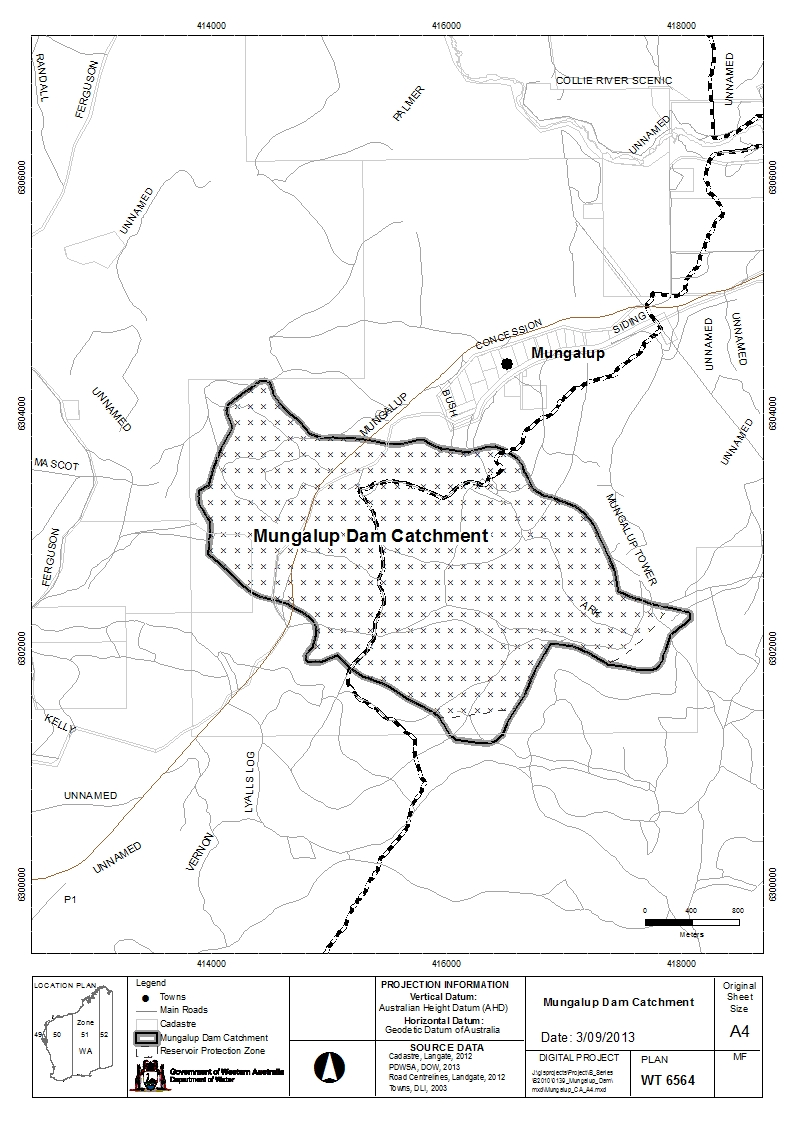 414000
416000
418000
RANDALL
FERGUSON
PALMER
COLLIE RIVER SCENIC
UNNAMED
UNNAMED
6306000
6306000
UNNAMED
CONCESSION
SIDING
Mungalup
UNNAMED
UNNAMED
BUSH
MUNGALUP
6304000
6304000
UNNAMED
UNNAMED
MASCOT
FERGUSON
MUNGALUP TOWER
Mungalup Dam Catchment
ARK
6302000
6302000
KELLY
LYALLS LOG
UNNAMED
UNNAMED
VERNON
P1
6300000
6300000
0 400 800
Meters
414000
416000
418000
LOCATION PLAN
Zone
49 50 51 52
WA
Legend
Towns
Main Roads
Cadastre
Mungalup Dam Catchment
Reservoir Protection Zone
Government of Western Australia
Department of Water
PROJECTION INFORMATION
Vertical Datum:
Australian Height Datum (AHD)
Horizontal Datum:
Geodetic Datum of Australia
SOURCE DATA
Cadastre, Langate, 2012
PDWSA, DOW, 2013
Road Centrelines, Landgate, 2012
Towns, DLI, 2003
Mungalup Dam Catchment
Date: 3/09/2013
DIGITAL PROJECT
mxd\Mungalup_CA_A4.mxd
PLAN
WT 6564
Original
Sheet
Size
A4
MF